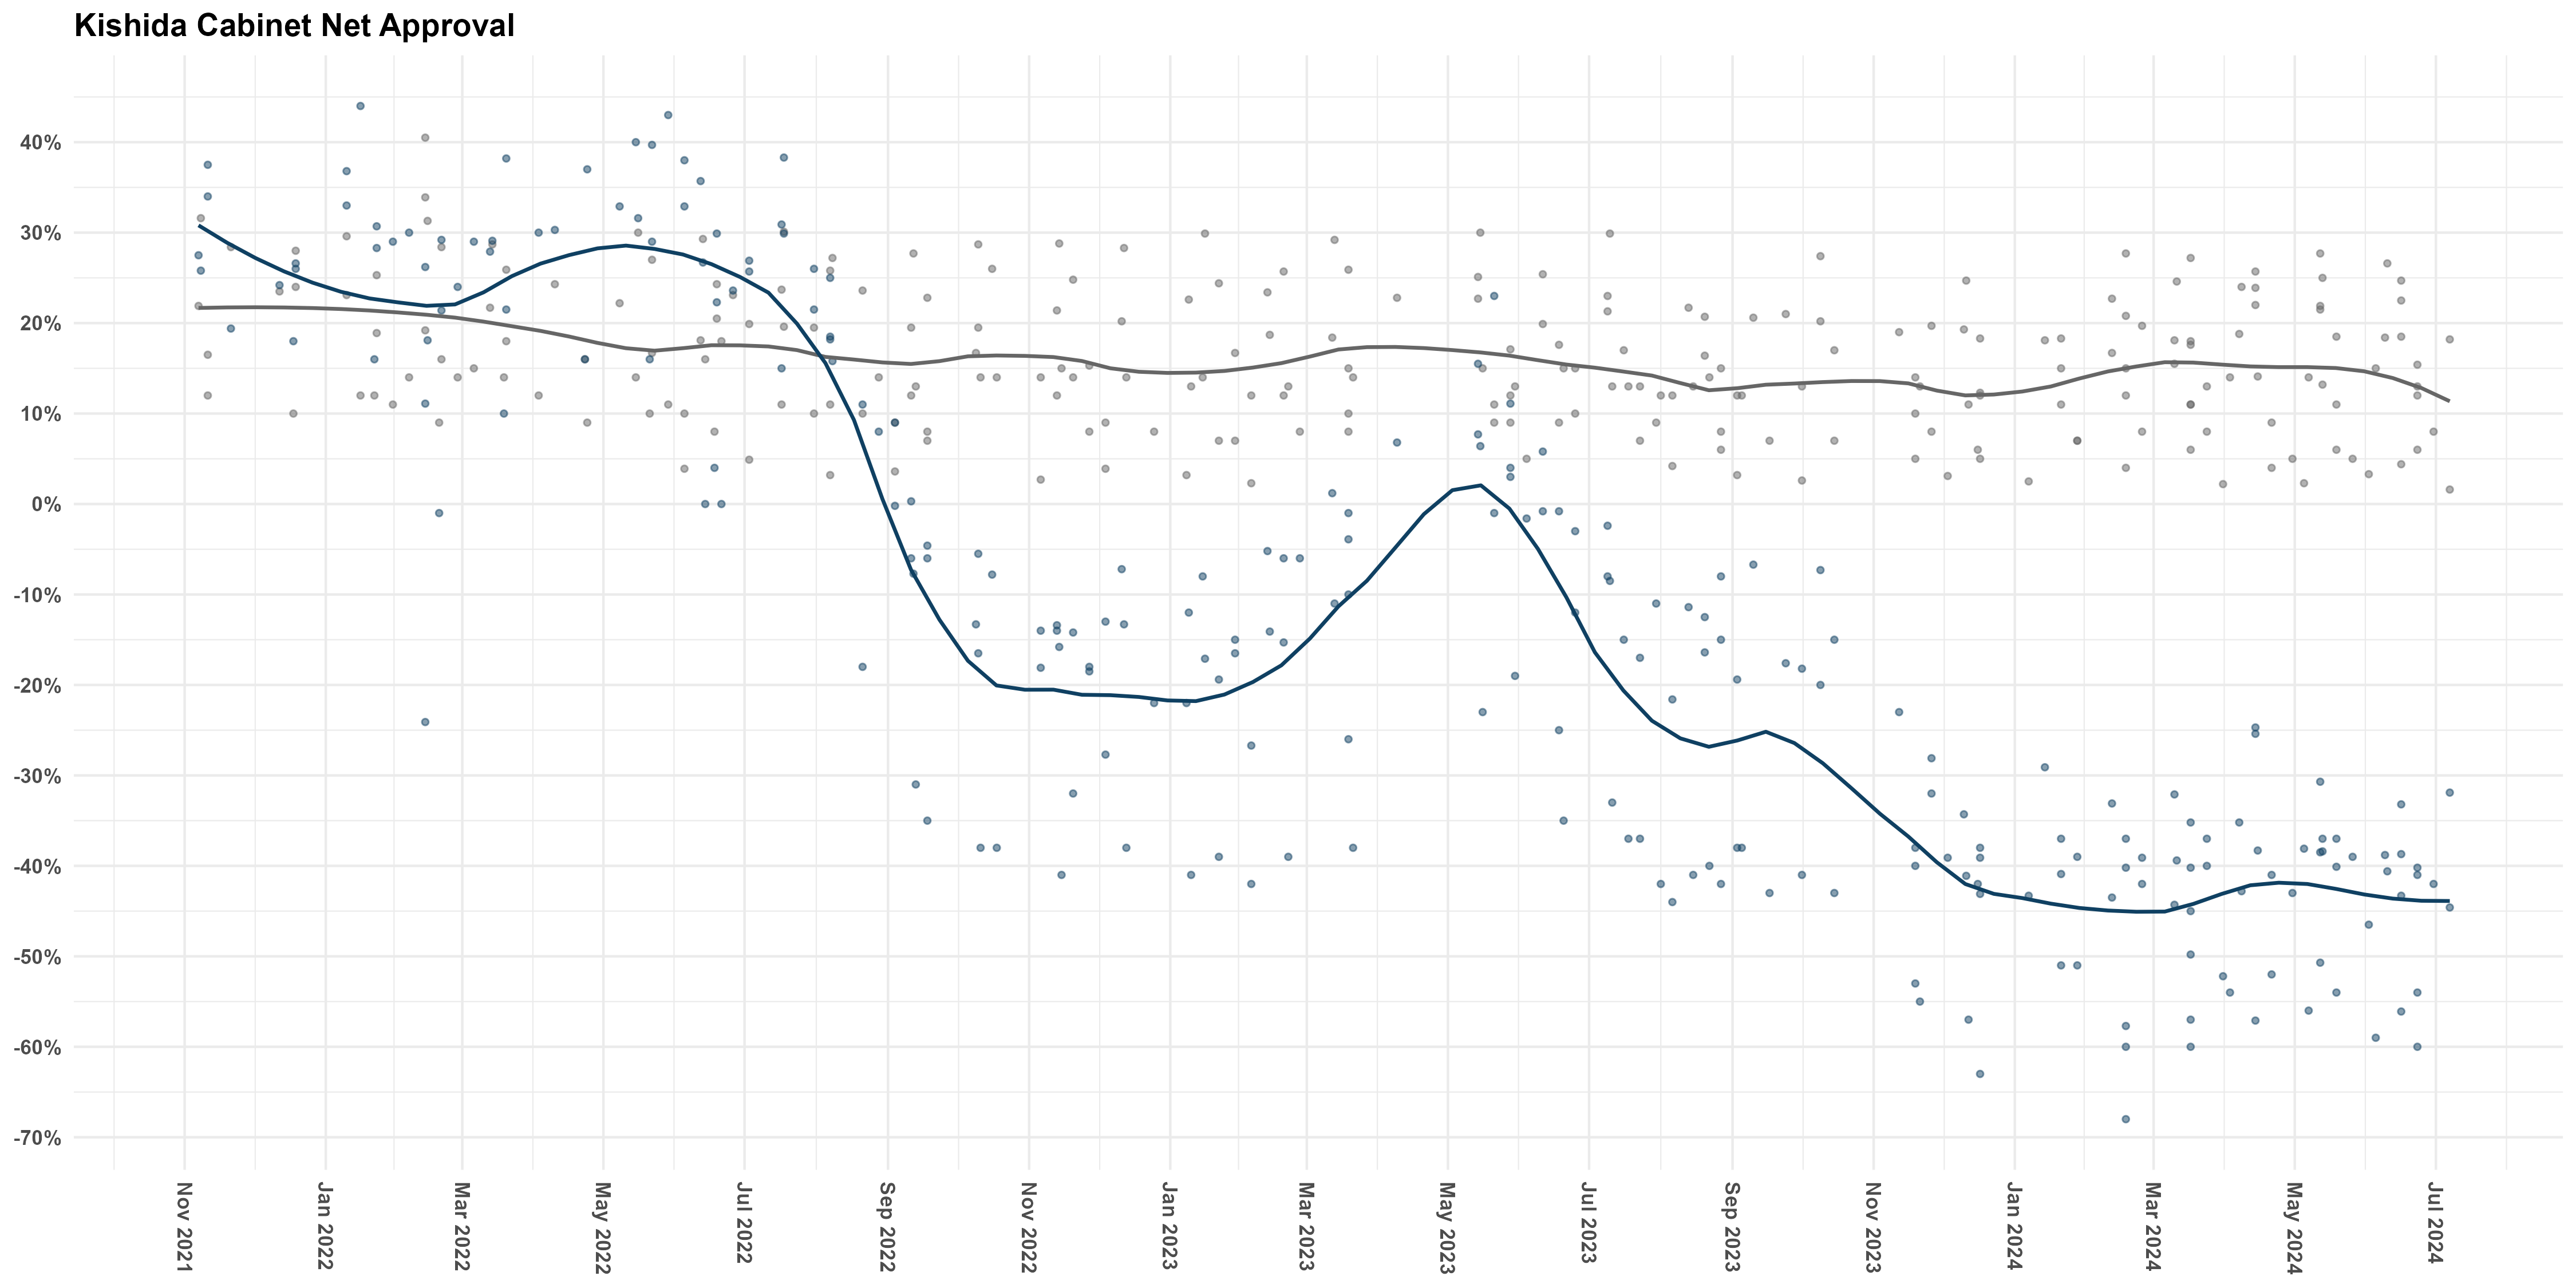 Kishida Cabinet Net Approval
40%
30%
20%
10%
0%
-10%
-20%
-30%
-40%
-50%
-60%
-70%
Nov 2021
Jan 2022
Mar 2022
May 2022
Jul 2022
Sep 2022
Nov 2022
Jan 2023
Mar 2023
May 2023
Jul 2023
Sep 2023
Nov 2023
Jan 2024
Mar 2024
May 2024
Jul 2024